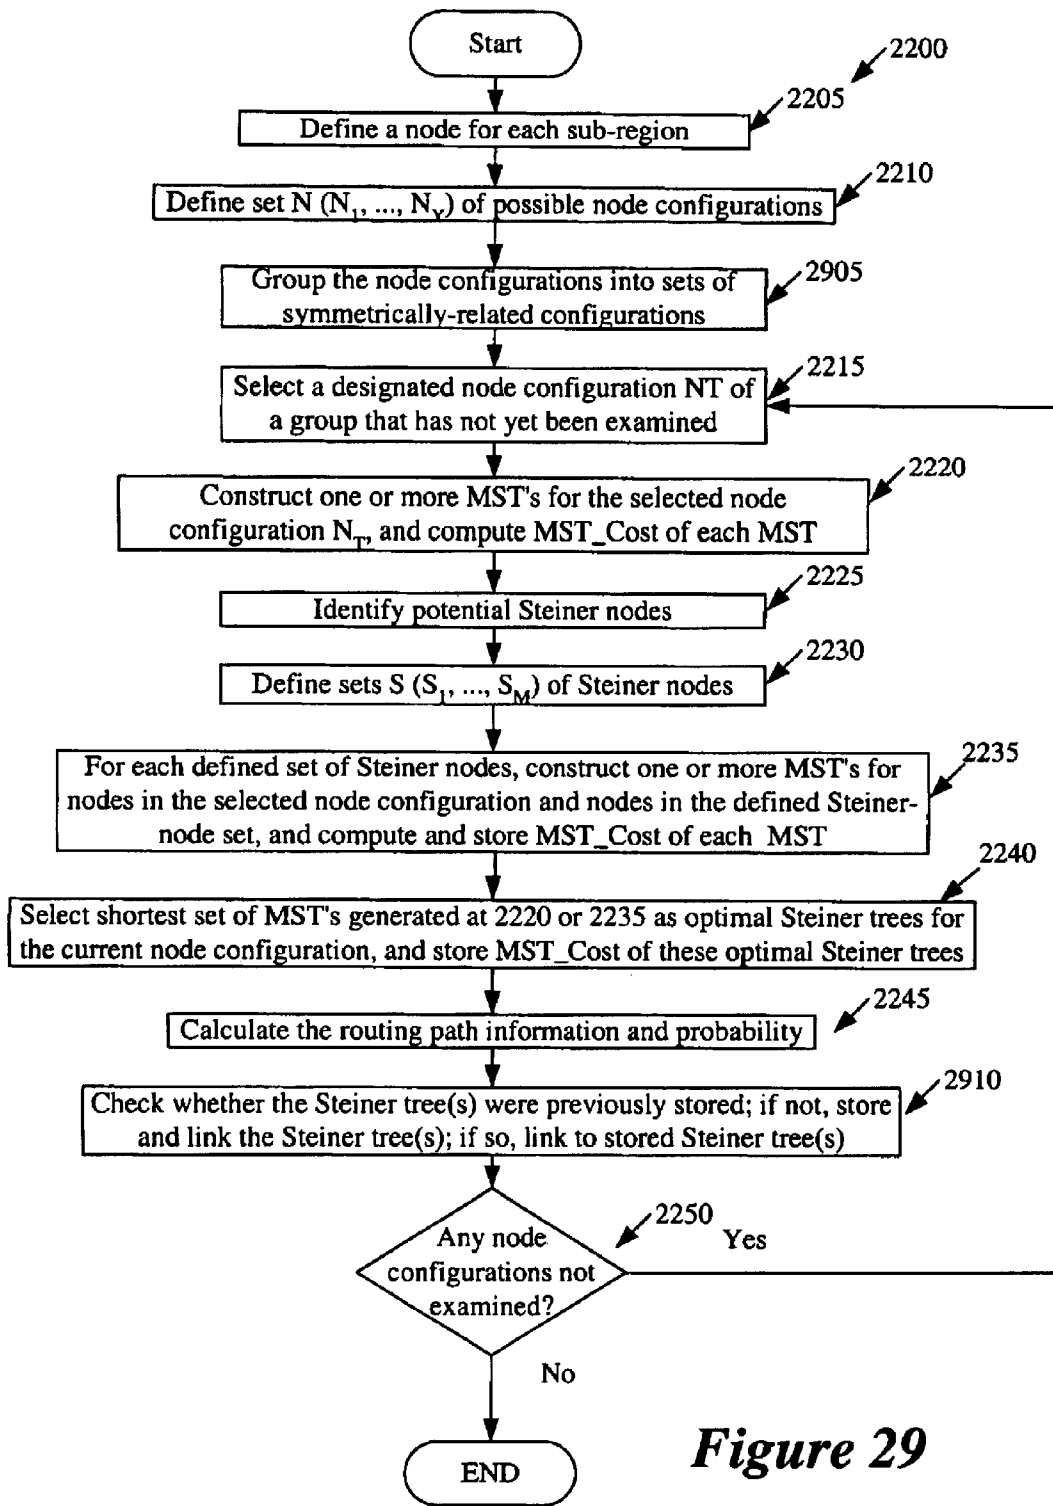 Start
2200
2205
Define a node for each sub-region
2210
Define set N (N1, ..., NY) of possible node configurations
2905
Group the node configurations into sets of
symmetrically-related configurations
2215
Select a designated node configuration NT of
a group that has not yet been examined
2220
Construct one or more MST's for the selected node
configuration NT, and compute MST_Cost of each MST
2225
Identify potential Steiner nodes
2230
Define sets S (S1, ..., SM) of Steiner nodes
2235
For each defined set of Steiner nodes, construct one or more MST's for
nodes in the selected node configuration and nodes in the defined Steiner-
node set, and compute and store MST_Cost of each MST
2240
Select shortest set of MST's generated at 2220 or 2235 as optimal Steiner trees for
the current node configuration, and store MST_Cost of these optimal Steiner trees
2245
Calculate the routing path information and probability
2910
Check whether the Steiner tree(s) were previously stored; if not, store
and link the Steiner tree(s); if so, link to stored Steiner tree(s)
2250
Yes
Any node
configurations not
examined?
No
END
Figure 29